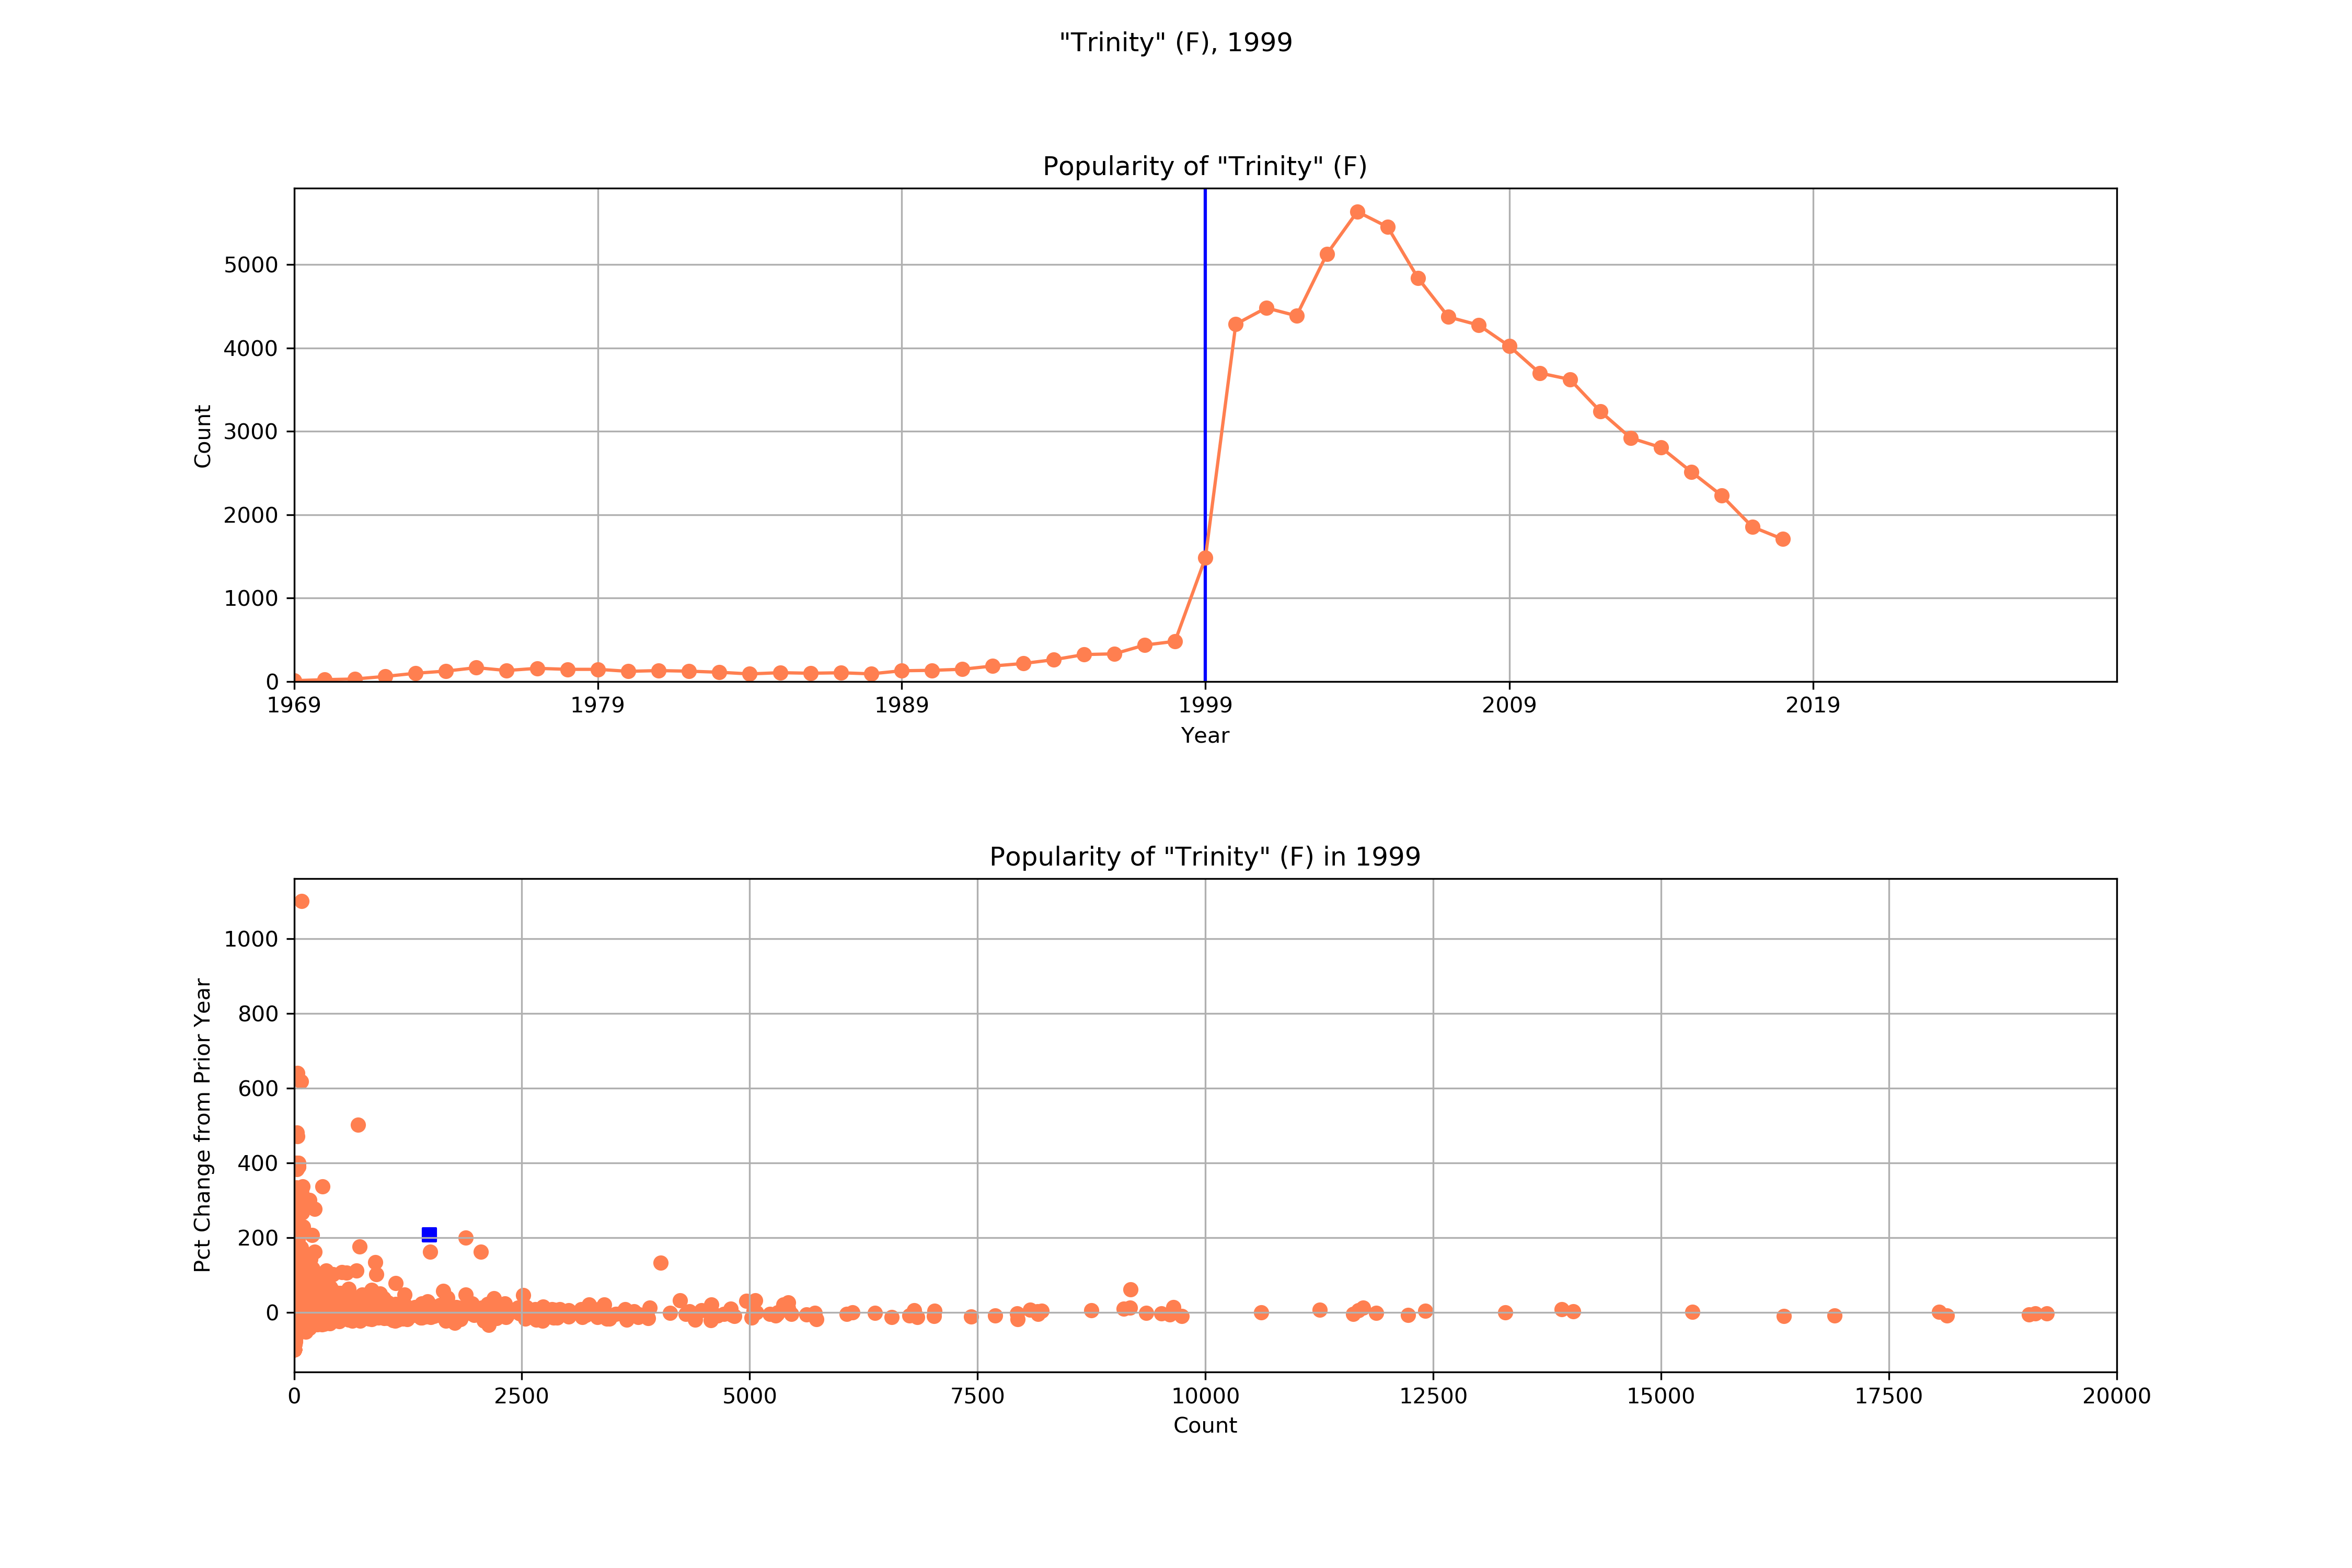 "Trinity" (F), 1999
Popularity of "Trinity" (F)
5000
4000
3000
2000
1000
0
Count
1969 1979 1989 1999 2009 2019
Year
Popularity of "Trinity" (F) in 1999
1000
800
600
400
200
0
Pct Change from Prior Year
0 2500 5000 7500 10000 12500 15000 17500 20000
Count